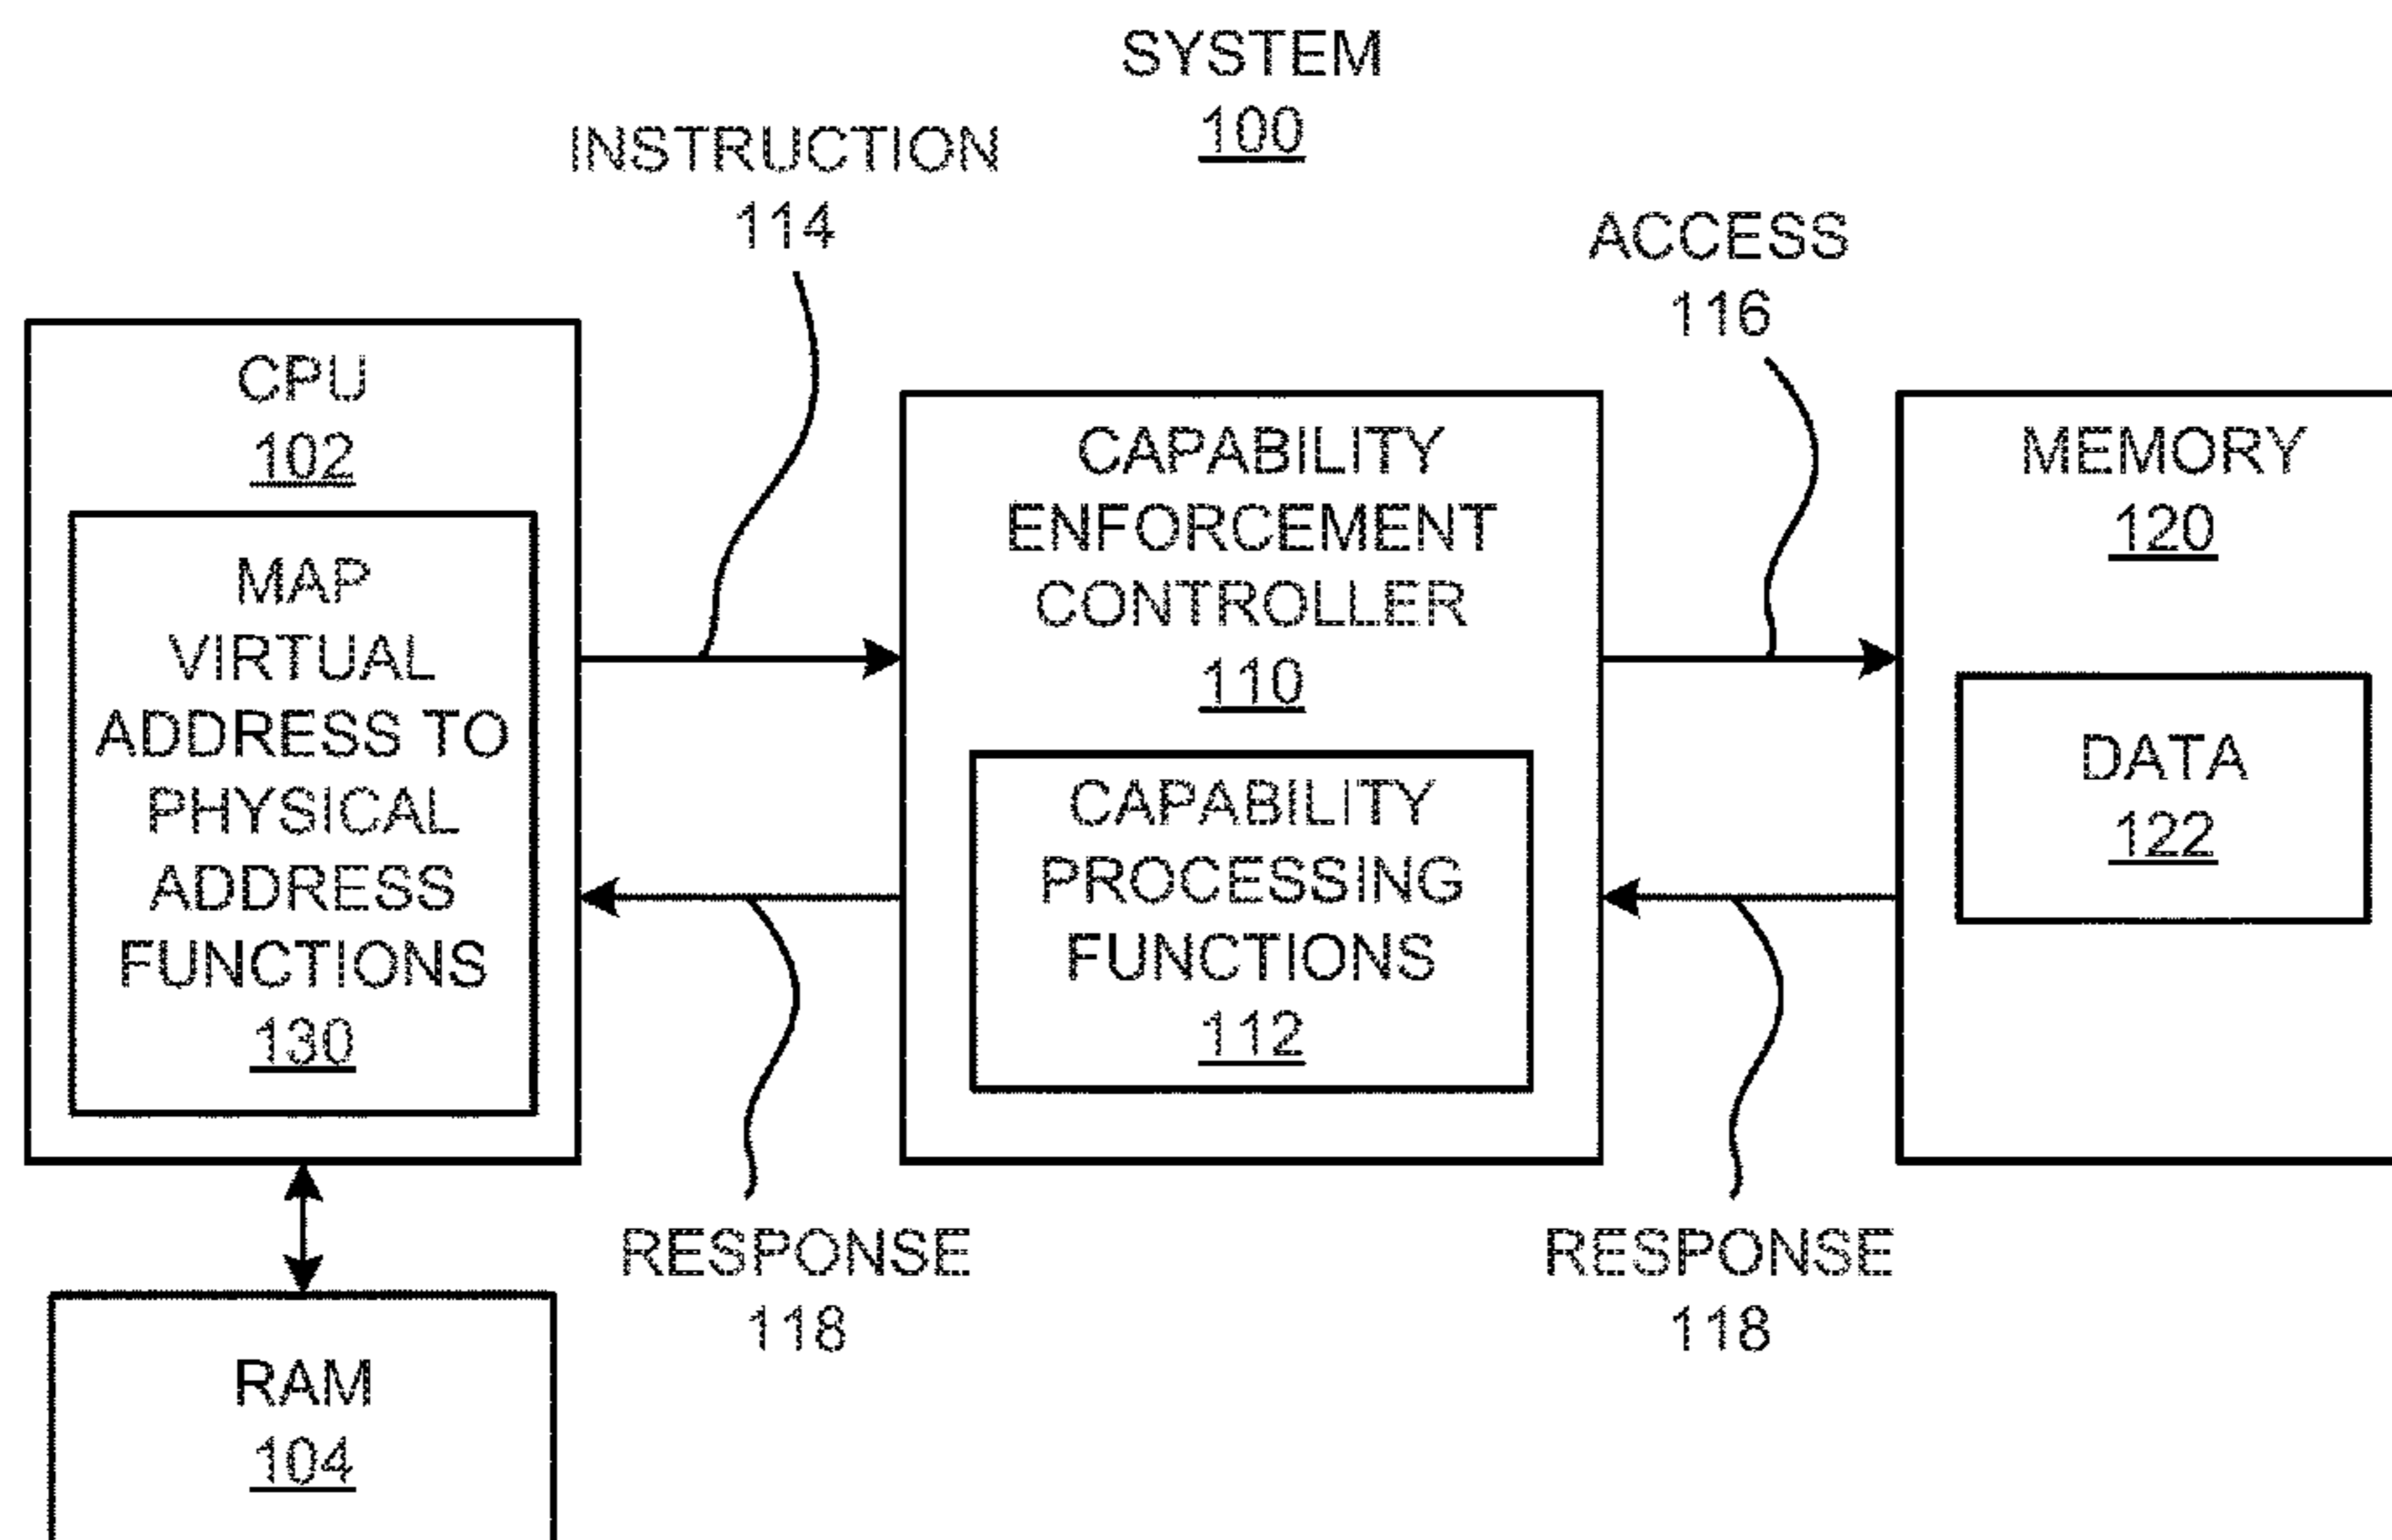 SYSTEM
100
INSTRUCTION
114
ACCESS
116
CPU
102
MAP
VIRTUAL
ADDRESS TO
PHYSICAL
ADDRESS
FUNCTIONS
130
CAPABILITY
ENFORCEMENT
CONTROLLER
110
CAPABILITY
PROCESSING
FUNCTIONS
112
MEMORY
120
DATA
122
RESPONSE
118
RESPONSE
118
RAM
104